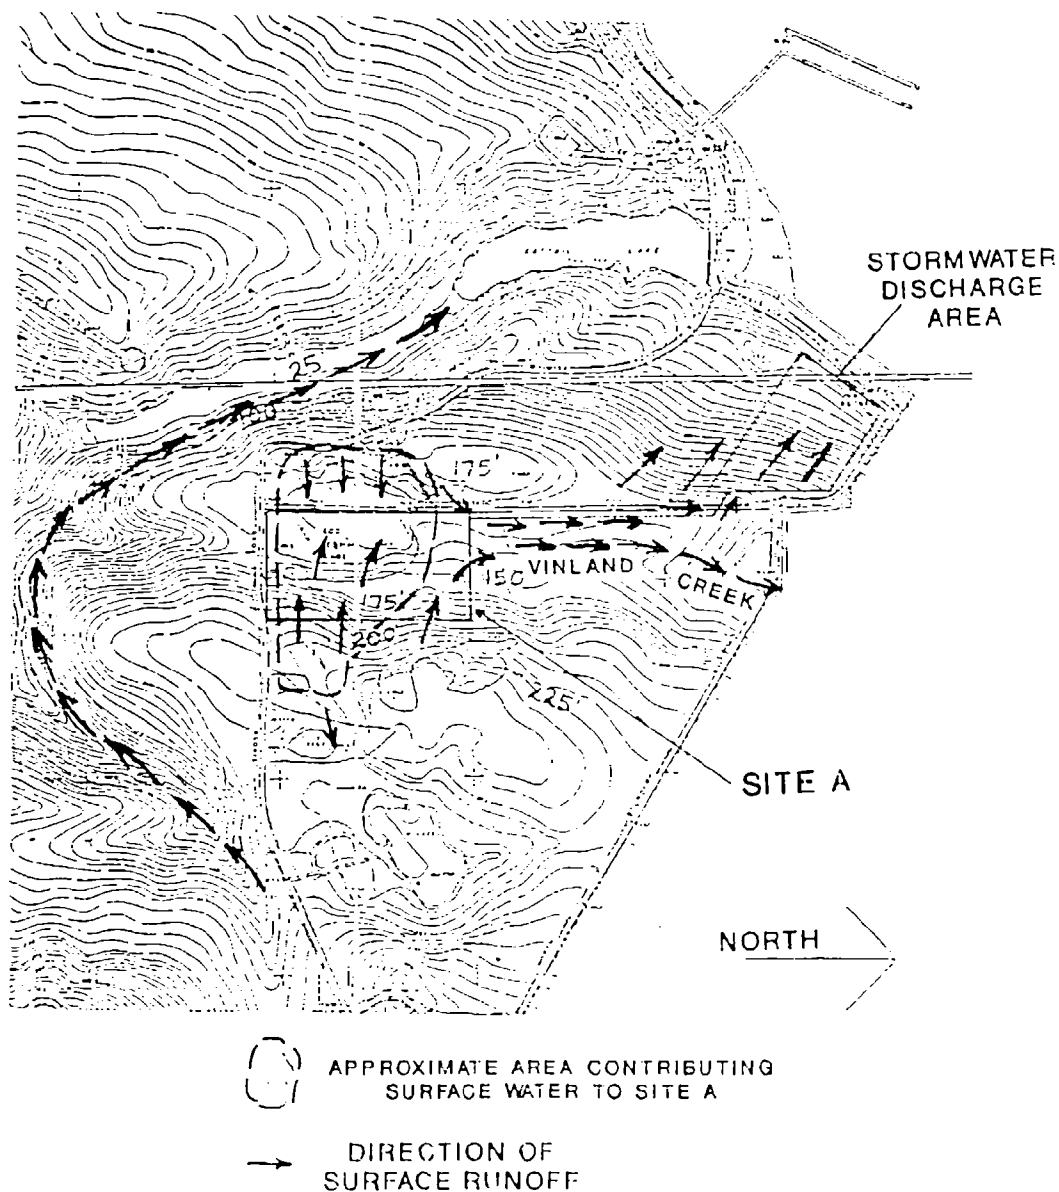 STORMWATER
DISCHARGE
AREA
25
175'
150'
VINLAND
CREEK
175'
200'
225'
SITE A
NORTH
APPROXIMATE AREA CONTRIBUTING
SURFACE WATER TO SITE A
DIRECTION OF
SURFACE RUNOFF